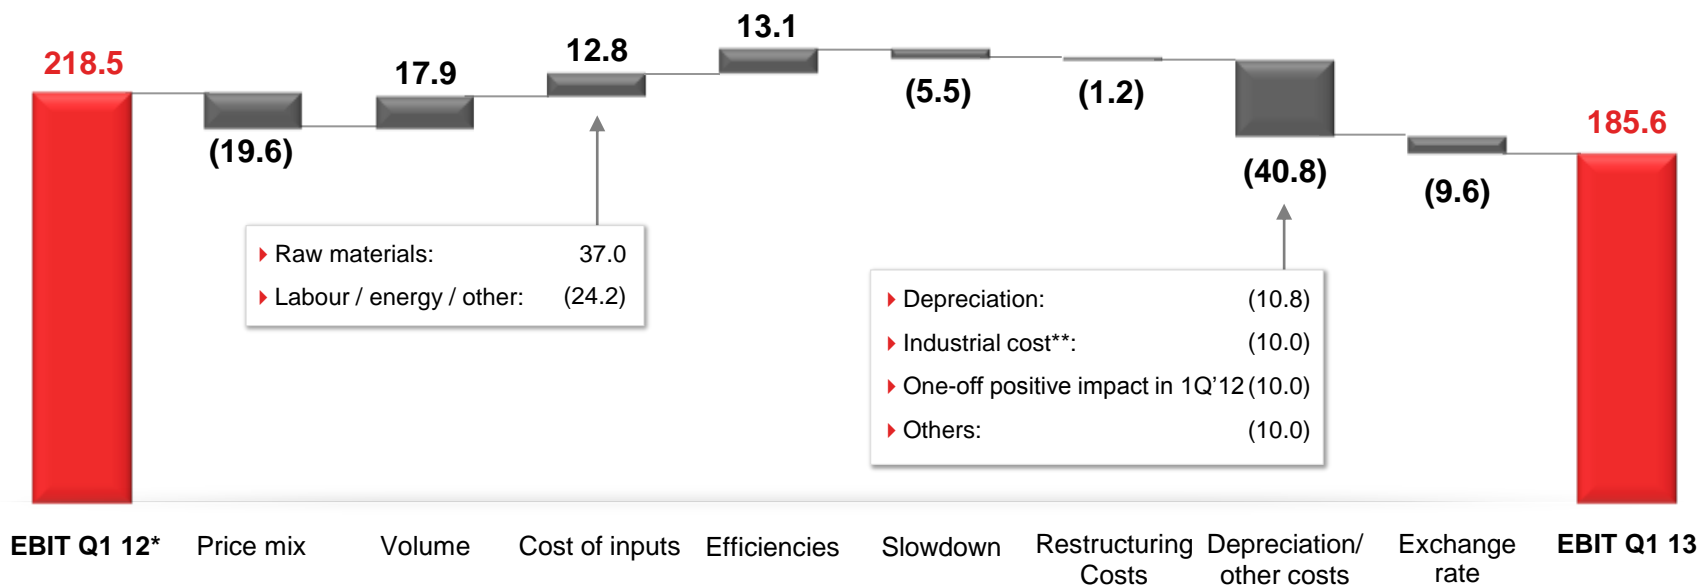 218.5
(19.6)
17.9
12.8
13.1
(5.5)
(1.2)
(40.8)
(9.6)
185.6
Raw materials: 37.0
Labour / energy / other: (24.2)
Depreciation: (10.8)
Industrial cost**: (10.0)
One-off positive impact in 1Q'12 (10.0)
Others: (10.0)
EBIT Q1 12*
Price mix
Volume
Cost of inputs
Efficiencies
Slowdown
Restructuring
Costs
Depreciation/
other costs
Exchange
rate
EBIT Q1 13